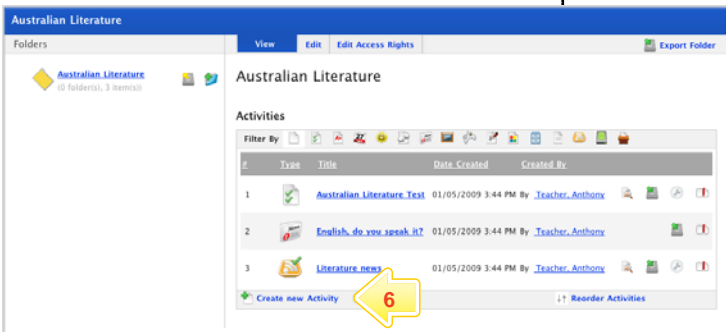 Australian Literature
Folders
View Edit Edit Access Rights Export Folder
Australian Literature
(0 folder(s), 3 item(s))
Australian Literature
Activities
Filter By
# Type Title Date Created Created By
1 Australian Literature Test 01/05/2009 3:44 PM By Teacher, Anthony
2 English, do you speak it? 01/05/2009 3:44 PM By Teacher, Anthony
3 Literature news 01/05/2009 3:44 PM By Teacher, Anthony
Create new Activity 6 Reorder Activities